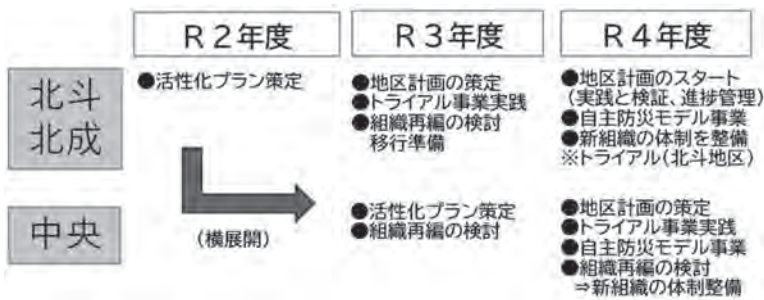 R2年度
R3年度
R4年度
北斗
北成
●活性化プラン策定
●地区計画の策定
●トライアル事業実践
●組織再編の検討
移行準備
●地区計画のスタート
(実践と検証、進捗管理)
●自主防災モデル事業
●新組織の体制を整備
※トライアル(北斗地区)
中央
(横展開)
●活性化プラン策定
●組織再編の検討
●地区計画の策定
●トライアル事業実践
●自主防災モデル事業
●組織再編の検討
⇒新組織の体制整備